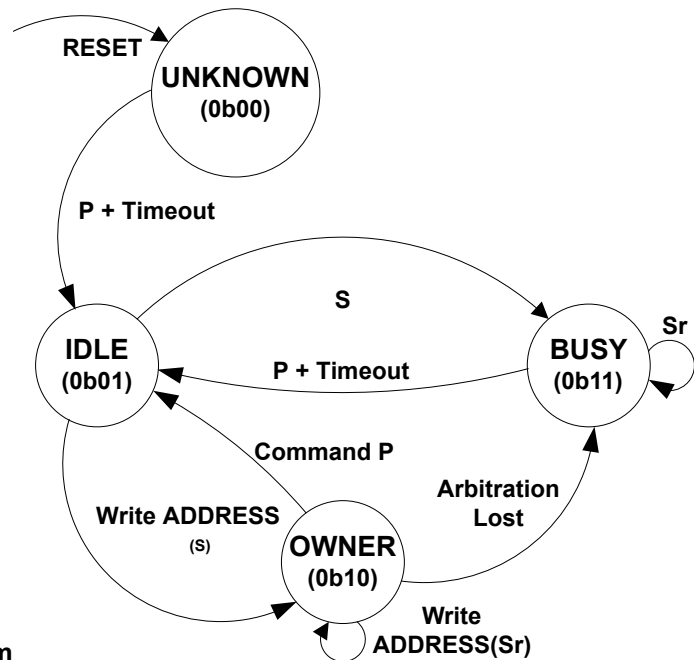 RESET
UNKNOWN
(0b00)
P + Timeout
S
Sr
IDLE
(0b01)
BUSY
(0b11)
P + Timeout
Command P
Arbitration
Lost
Write ADDRESS
(S)
OWNER
(0b10)
Write
ADDRESS(Sr)